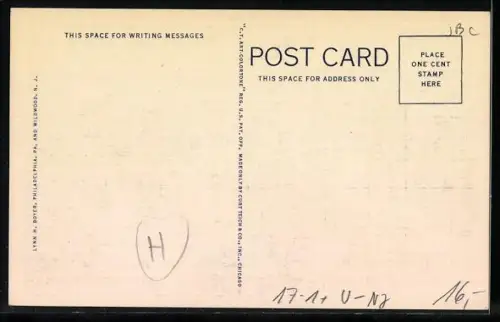 THIS SPACE FOR WRITING MESSAGES
LYNN H. BOYER, PHILADELPHIA, PA. AND WILDWOOD, N. J.
"C. T. ART-COLORTONE" REG. U. S. PAT. OFF. MADE ONLY BY CURT TEICH & CO., INC., CHICAGO
POST CARD
THIS SPACE FOR ADDRESS ONLY
JBC
PLACE
ONE CENT
STAMP
HERE
H
16,-